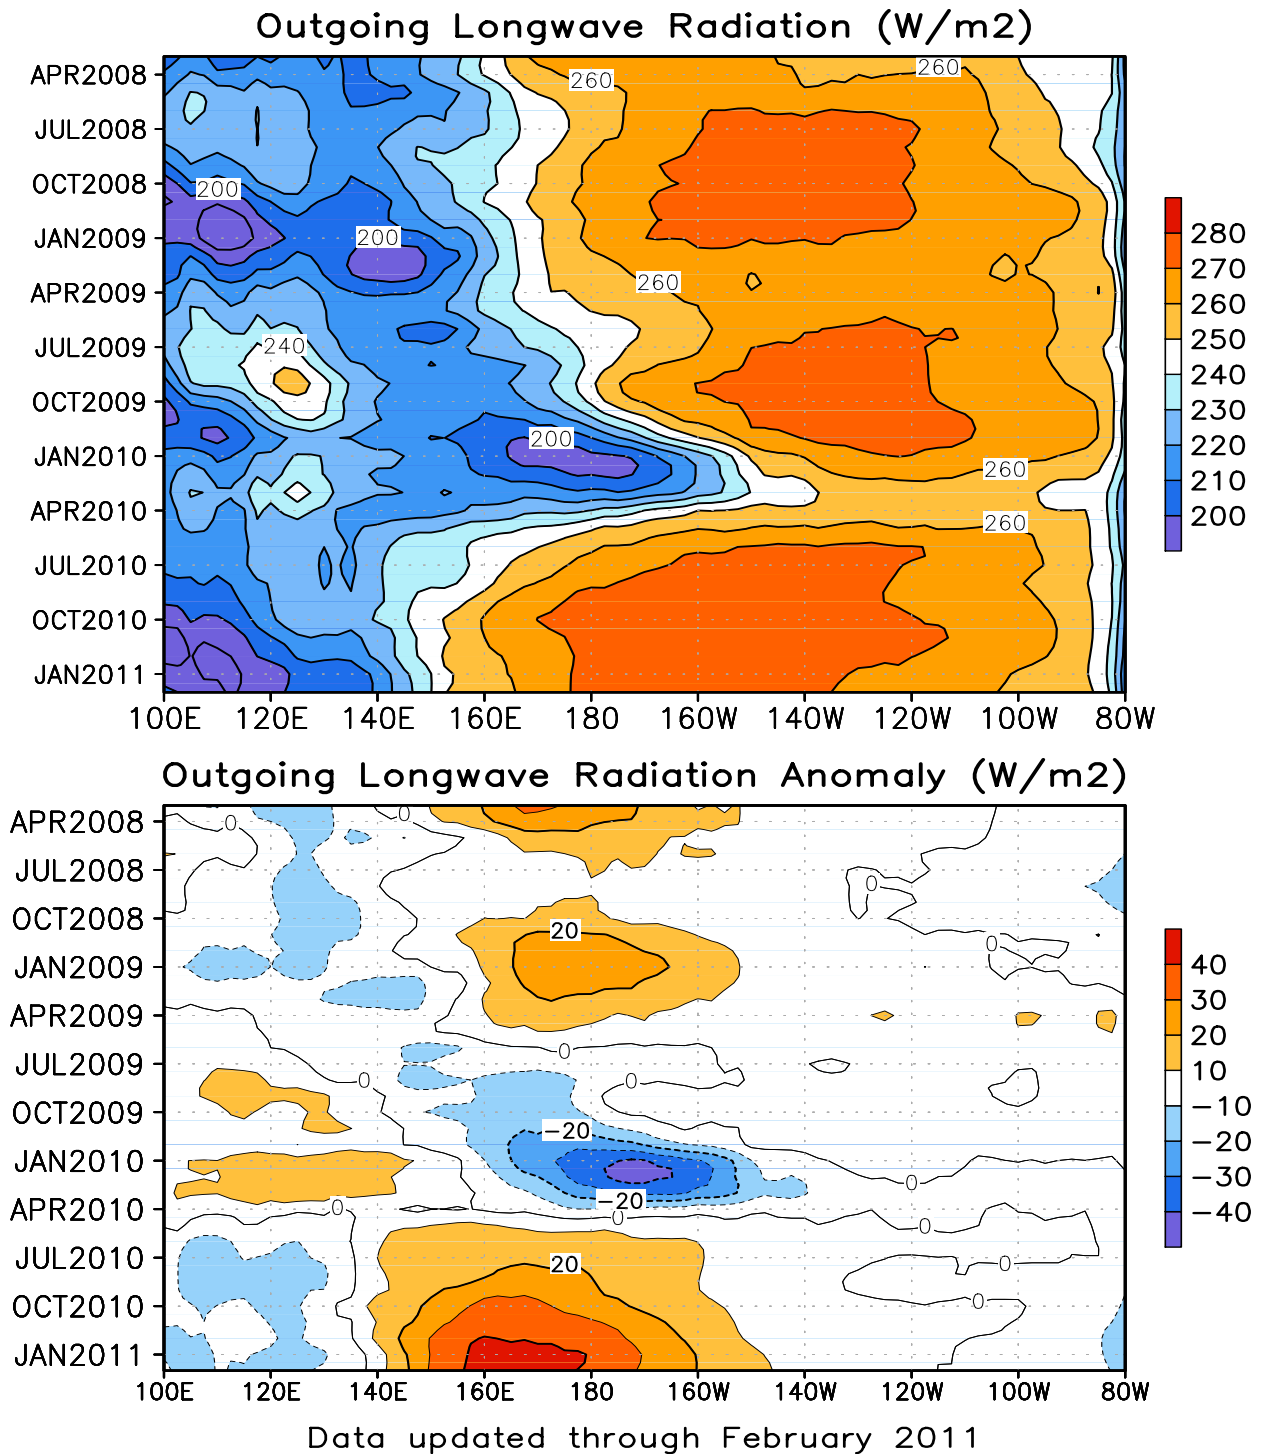 Outgoing Longwave Radiation (W/m2)
APR2008
JUL2008
OCT2008
JAN2009
APR2009
JUL2009
OCT2009
JAN2010
APR2010
JUL2010
OCT2010
JAN2011
260
260
200
200
260
240
200
260
260
100E 120E 140E 160E 180 160W 140W 120W 100W 80W
280
270
260
250
240
230
220
210
200
Outgoing Longwave Radiation Anomaly (W/m2)
APR2008
JUL2008
OCT2008
JAN2009
APR2009
JUL2009
OCT2009
JAN2010
APR2010
JUL2010
OCT2010
JAN2011
0
0
0
20
0
0
0
0
-20
0
-20
0
0
0
20
0
0
100E 120E 140E 160E 180 160W 140W 120W 100W 80W
40
30
20
10
-10
-20
-30
-40
Data updated through February 2011